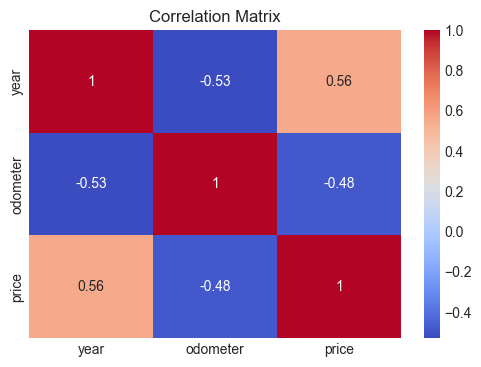 Correlation Matrix
year
1
-0.53
0.56
odometer
-0.53
1
-0.48
price
0.56
-0.48
1
year
odometer
price
1.0
0.8
0.6
0.4
0.2
0.0
−0.2
−0.4